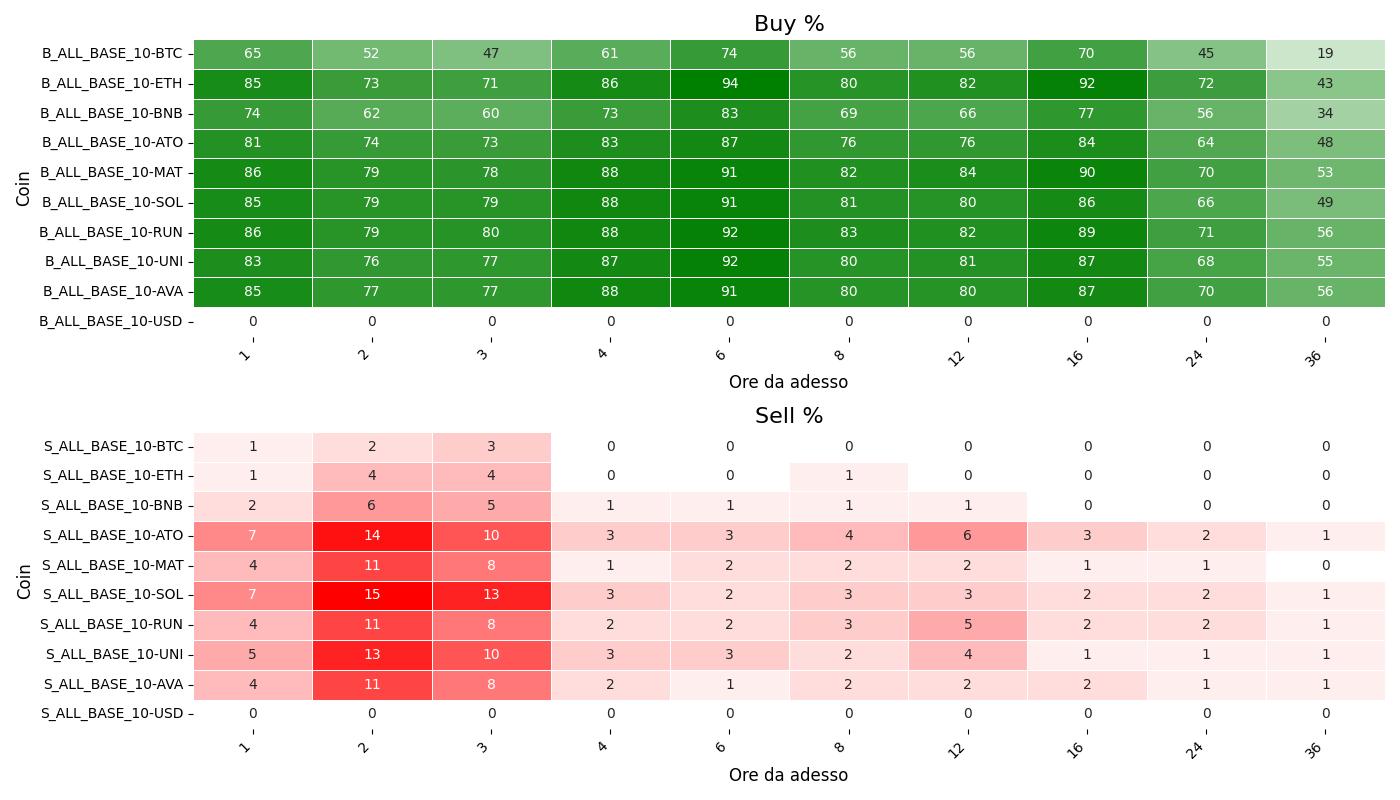 Buy %
Coin
B_ALL_BASE_10-BTC 65 52 47 61 74 56 56 70 45 19
B_ALL_BASE_10-ETH 85 73 71 86 94 80 82 92 72 43
B_ALL_BASE_10-BNB 74 62 60 73 83 69 66 77 56 34
B_ALL_BASE_10-ATO 81 74 73 83 87 76 76 84 64 48
B_ALL_BASE_10-MAT 86 79 78 88 91 82 84 90 70 53
B_ALL_BASE_10-SOL 85 79 79 88 91 81 80 86 66 49
B_ALL_BASE_10-RUN 86 79 80 88 92 83 82 89 71 56
B_ALL_BASE_10-UNI 83 76 77 87 92 80 81 87 68 55
B_ALL_BASE_10-AVA 85 77 77 88 91 80 80 87 70 56
B_ALL_BASE_10-USD 0 0 0 0 0 0 0 0 0 0
1 2 3 4 6 8 12 16 24 36
Ore da adesso
Sell %
Coin
S_ALL_BASE_10-BTC 1 2 3 0 0 0 0 0 0 0
S_ALL_BASE_10-ETH 1 4 4 0 0 1 0 0 0 0
S_ALL_BASE_10-BNB 2 6 5 1 1 1 1 0 0 0
S_ALL_BASE_10-ATO 7 14 10 3 3 4 6 3 2 1
S_ALL_BASE_10-MAT 4 11 8 1 2 2 2 1 1 0
S_ALL_BASE_10-SOL 7 15 13 3 2 3 3 2 2 1
S_ALL_BASE_10-RUN 4 11 8 2 2 3 5 2 2 1
S_ALL_BASE_10-UNI 5 13 10 3 3 2 4 1 1 1
S_ALL_BASE_10-AVA 4 11 8 2 1 2 2 2 1 1
S_ALL_BASE_10-USD 0 0 0 0 0 0 0 0 0 0
1 2 3 4 6 8 12 16 24 36
Ore da adesso